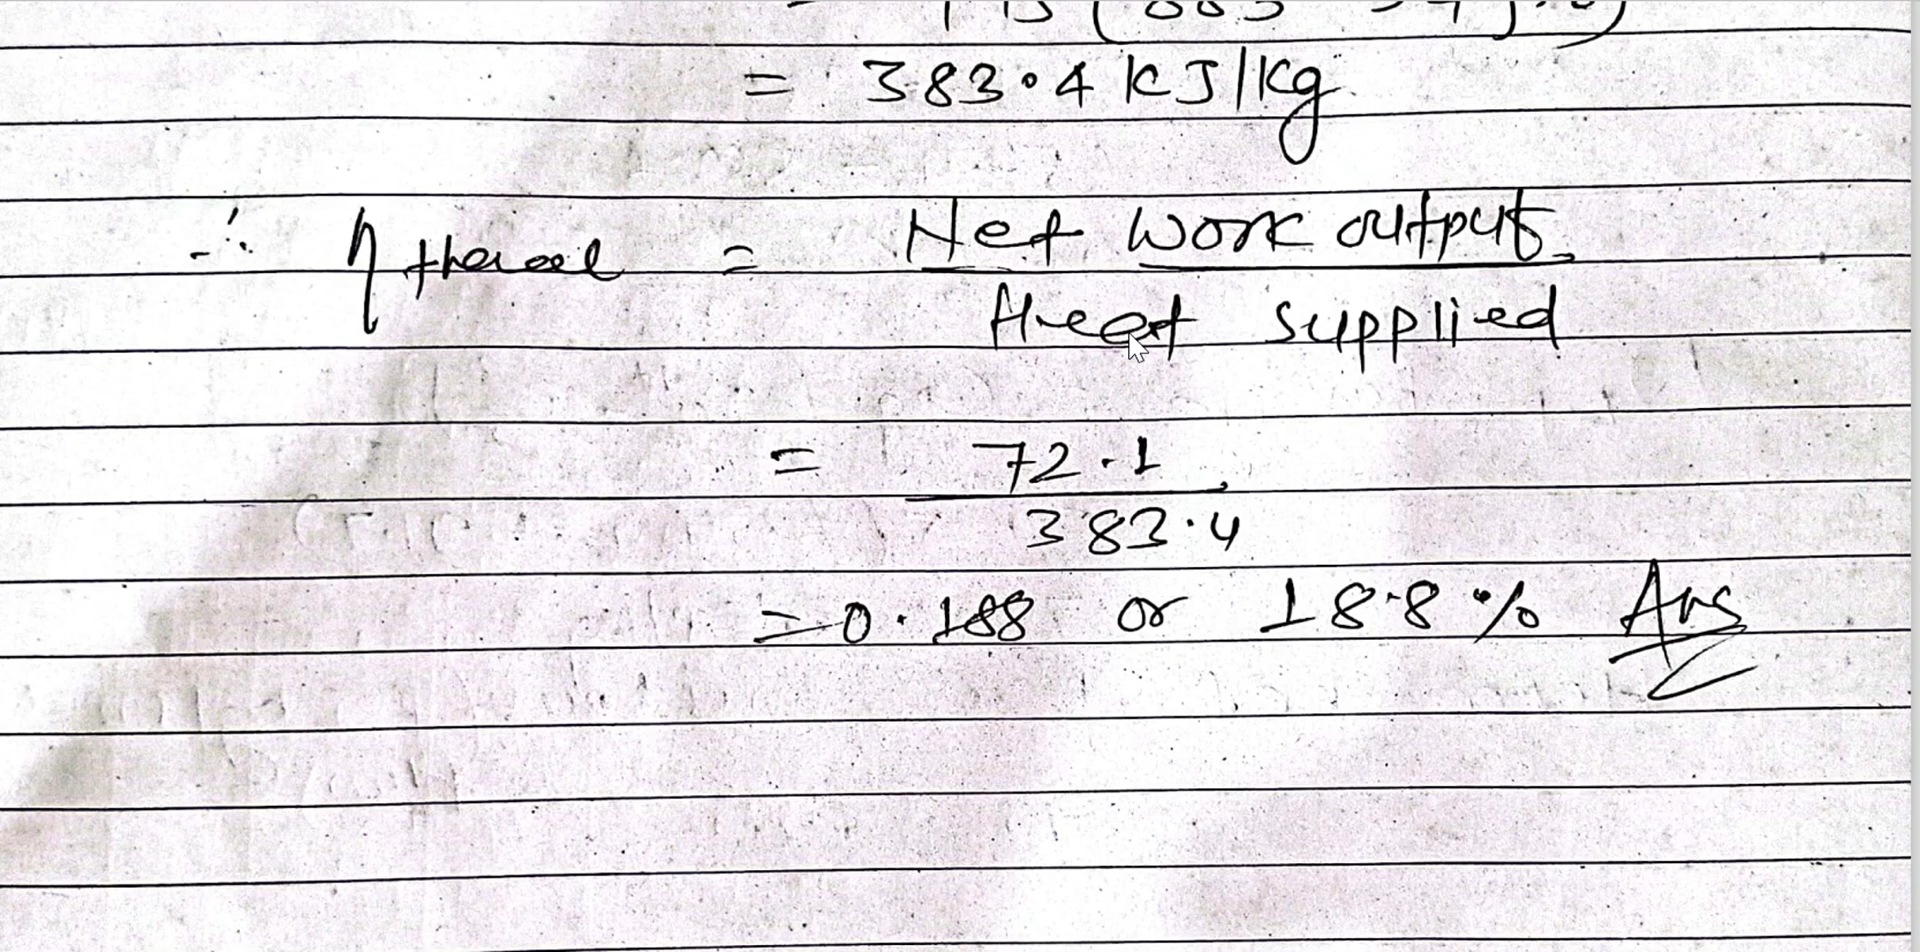 = 383.4 kJ/kg
∴ η thermal = Net work output
Heat supplied
= 72.1
383.4
= 0.188 or 18.8 % Ans